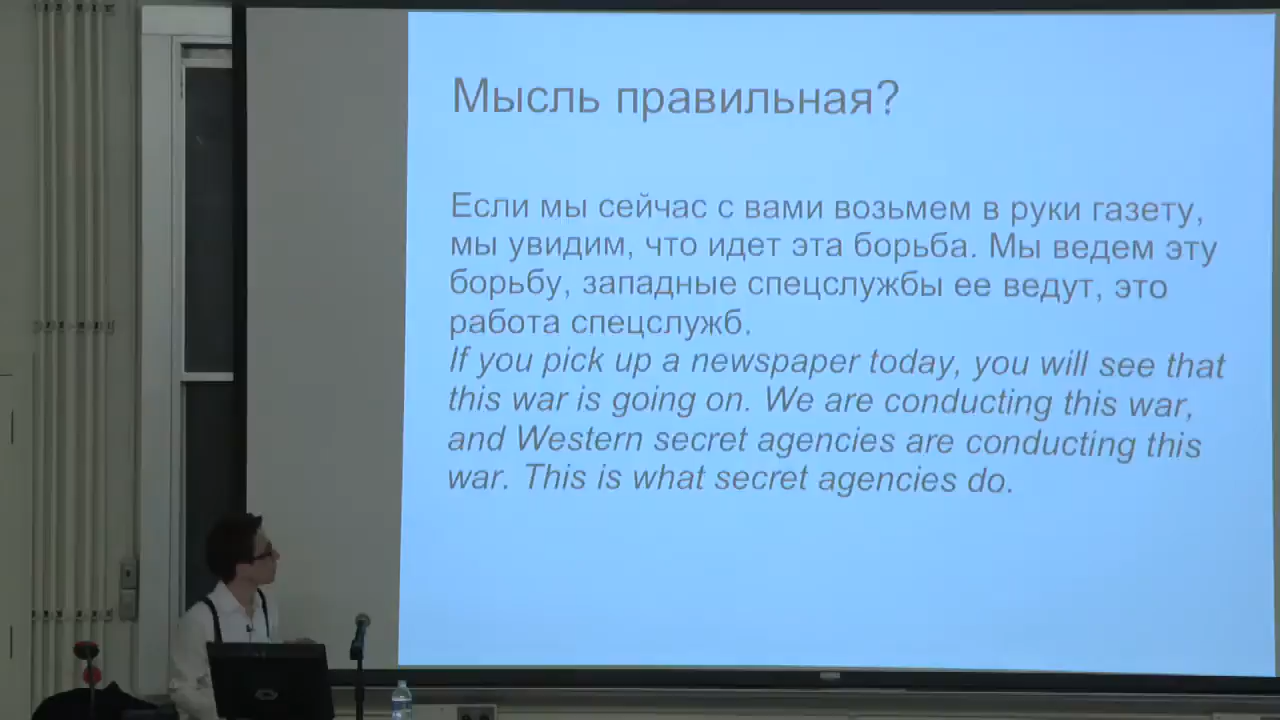 Мысль правильная?
Если мы сейчас с вами возьмем в руки газету,
мы увидим, что идет эта борьба. Мы ведем эту
борьбу, западные спецслужбы ее ведут, это
работа спецслужб.
If you pick up a newspaper today, you will see that
this war is going on. We are conducting this war,
and Western secret agencies are conducting this
war. This is what secret agencies do.